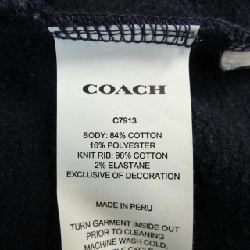 COACH
C7913
BODY: 84% COTTON
16% POLYESTER
KNIT RIB: 98% COTTON
2% ELASTANE
EXCLUSIVE OF DECORATION
MADE IN PERU
TURN GARMENT INSIDE OUT
PRIOR TO CLEANING
MACHINE WASH COLD,